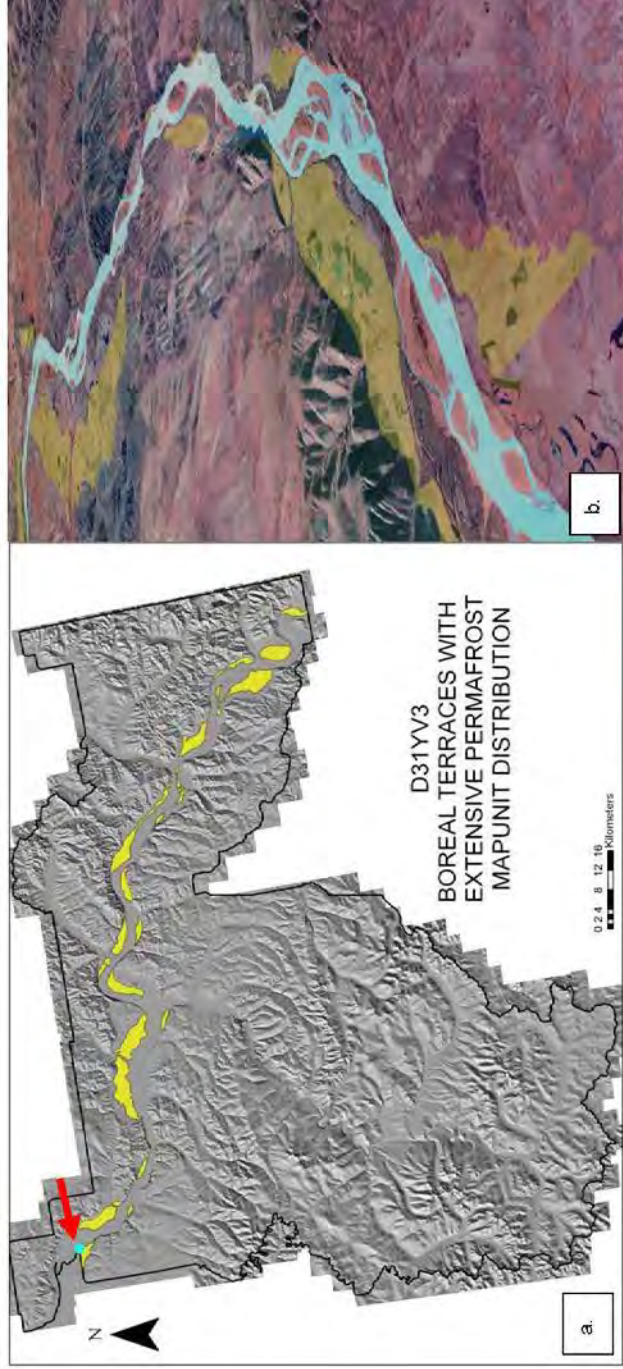 N
D31YV3
BOREAL TERRACES WITH
EXTENSIVE PERMAFROST
MAPUNIT DISTRIBUTION
0 2 4 8 12 16
Kilometers
a.
b.